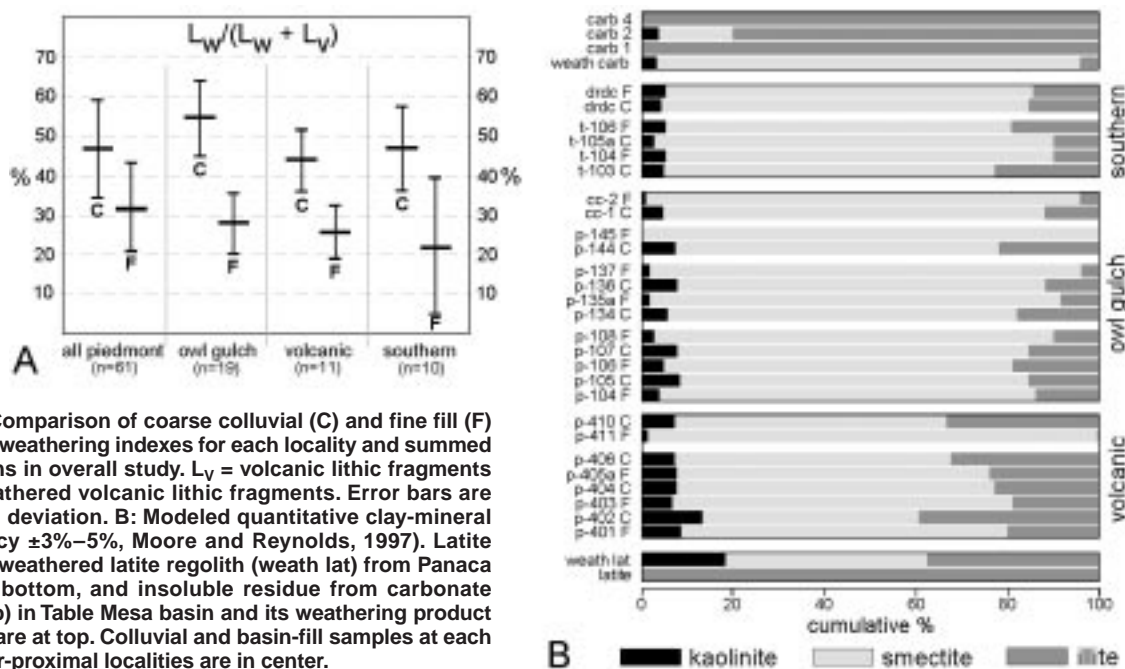 L_W/(L_W + L_V)
70
60
50
40
30
20
10
%
70
60
50
40
30
20
10
%
C
F
C
F
C
F
C
F
A
all piedmont
(n=61)
owl gulch
(n=19)
volcanic
(n=11)
southern
(n=10)
Comparison of coarse colluvial (C) and fine fill (F)
weathering indexes for each locality and summed
ns in overall study. L_V = volcanic lithic fragments
athered volcanic lithic fragments. Error bars are
deviation. B: Modeled quantitative clay-mineral
cy ±3%–5%, Moore and Reynolds, 1997). Latite
weathered latite regolith (weath lat) from Panaca
bottom, and insoluble residue from carbonate
b) in Table Mesa basin and its weathering product
are at top. Colluvial and basin-fill samples at each
r-proximal localities are in center.
carb 4
carb 2
carb 1
weath carb
drdc F
drdc C
t-106 F
t-105a C
t-104 F
t-103 C
southern
cc-2 F
cc-1 C
p-145 F
p-144 C
p-137 F
p-136 C
p-135a F
p-134 C
p-108 F
p-107 C
p-106 F
p-105 C
p-104 F
owl gulch
p-410 C
p-411 F
p-406 C
p-405a F
p-404 C
p-403 F
p-402 C
p-401 F
volcanic
weath lat
latite
0 20 40 60 80 100
cumulative %
B
kaolinite smectite illite